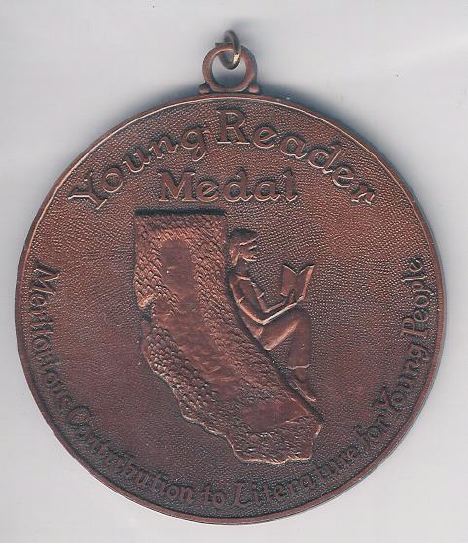 Young Reader
Medal
Meritorious Contribution to Literature for Young People